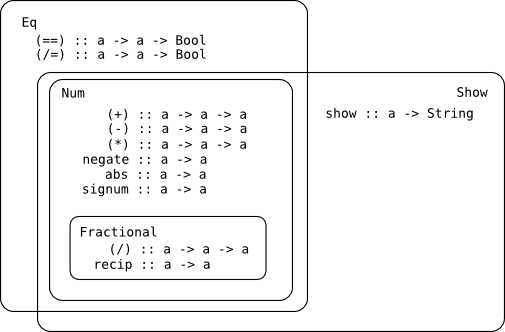 Eq
(==) :: a -> a -> Bool
(/=) :: a -> a -> Bool
Num
Show
(+) :: a -> a -> a
show :: a -> String
(-) :: a -> a -> a
(*) :: a -> a -> a
negate :: a -> a
abs :: a -> a
signum :: a -> a
Fractional
(/) :: a -> a -> a
recip :: a -> a